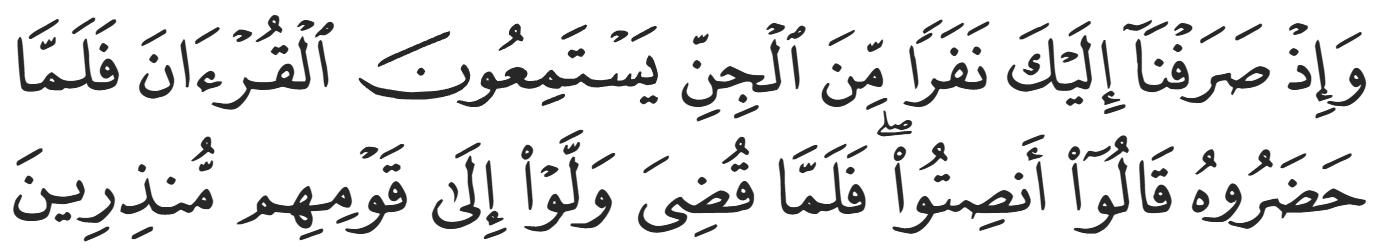 وَإِذْ صَرَفْنَآ إِلَيْكَ نَفَرًا مِّنَ ٱلْجِنِّ يَسْتَمِعُونَ ٱلْقُرْءَانَ فَلَمَّا
حَضَرُوهُ قَالُوٓا۟ أَنصِتُوا۟ ۖ فَلَمَّا قُضِىَ وَلَّوْا۟ إِلَىٰ قَوْمِهِم مُّنذِرِينَ